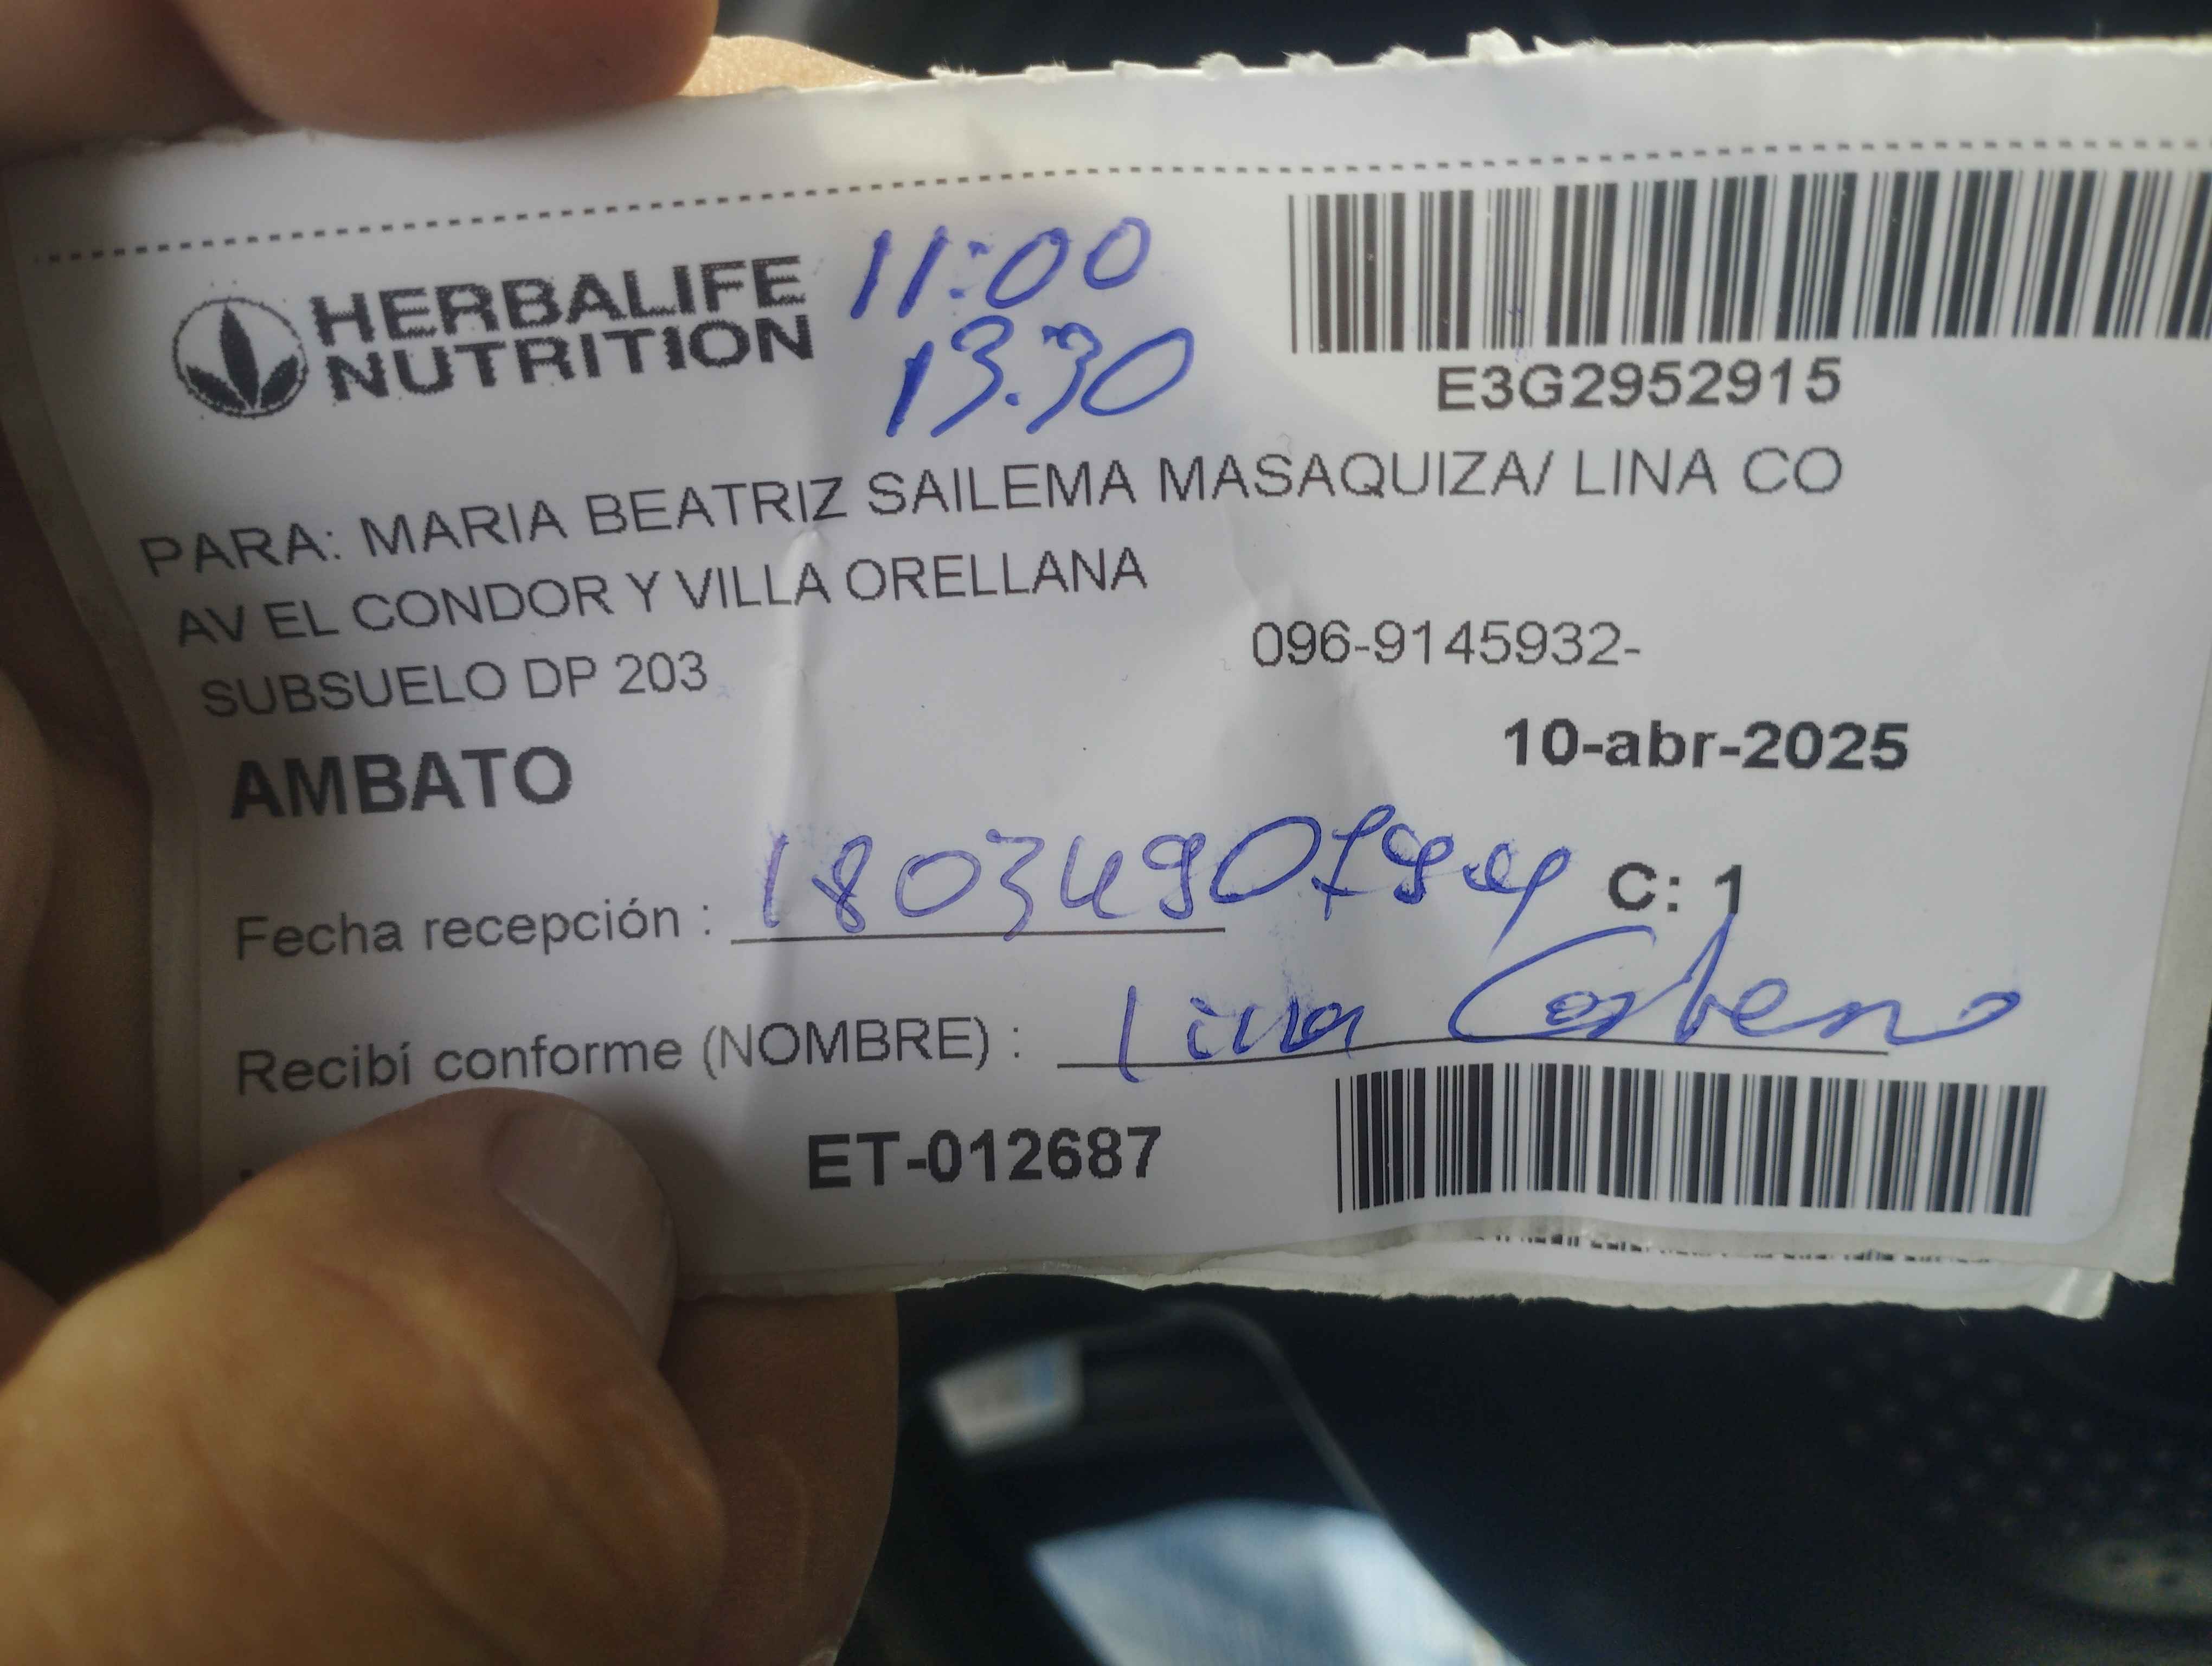 HERBALIFE
NUTRITION
11:00
13.30
E3G2952915
PARA: MARIA BEATRIZ SAILEMA MASAQUIZA/ LINA CO
AV EL CONDOR Y VILLA ORELLANA
096-9145932-
SUBSUELO DP 203
10-abr-2025
AMBATO
C: 1
Fecha recepción :
Recibí conforme (NOMBRE) : Lina
ET-012687